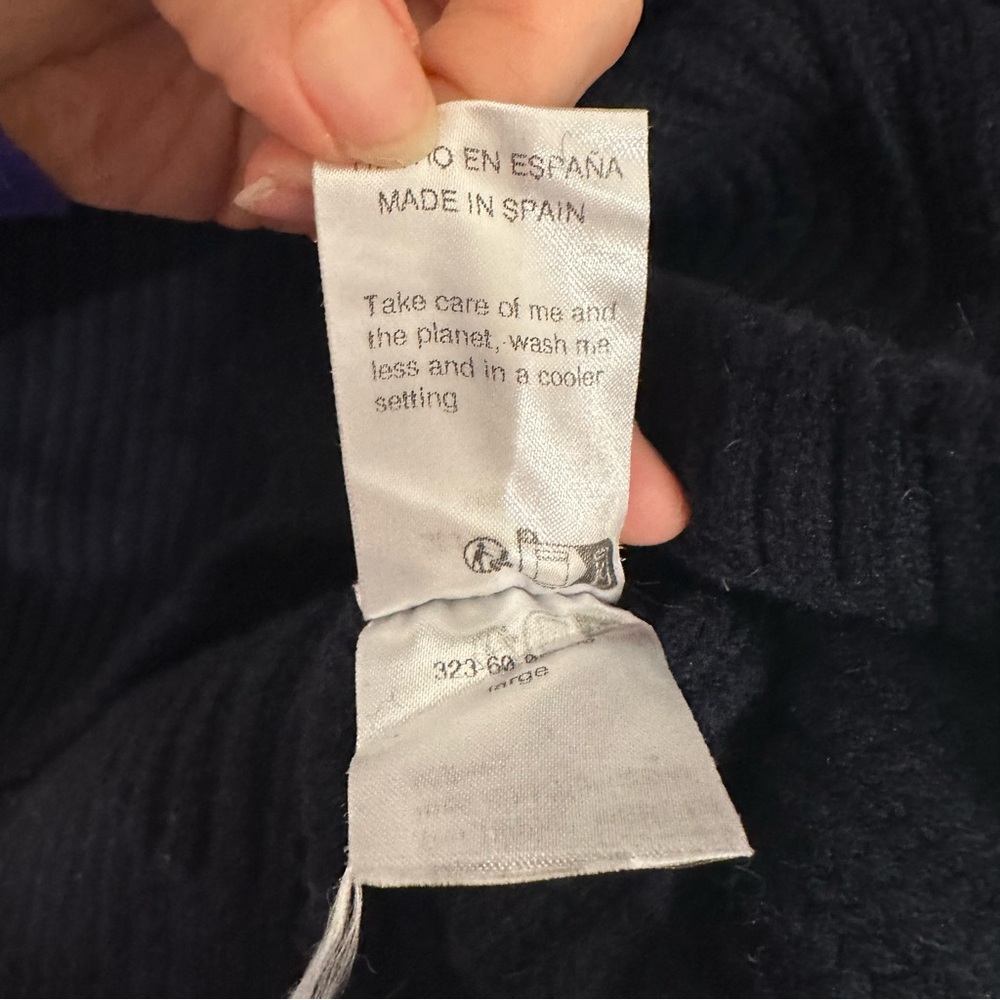 EN ESPAÑA
MADE IN SPAIN
Take care of me and
the planet, wash me
less and in a cooler
setting
323-60
large